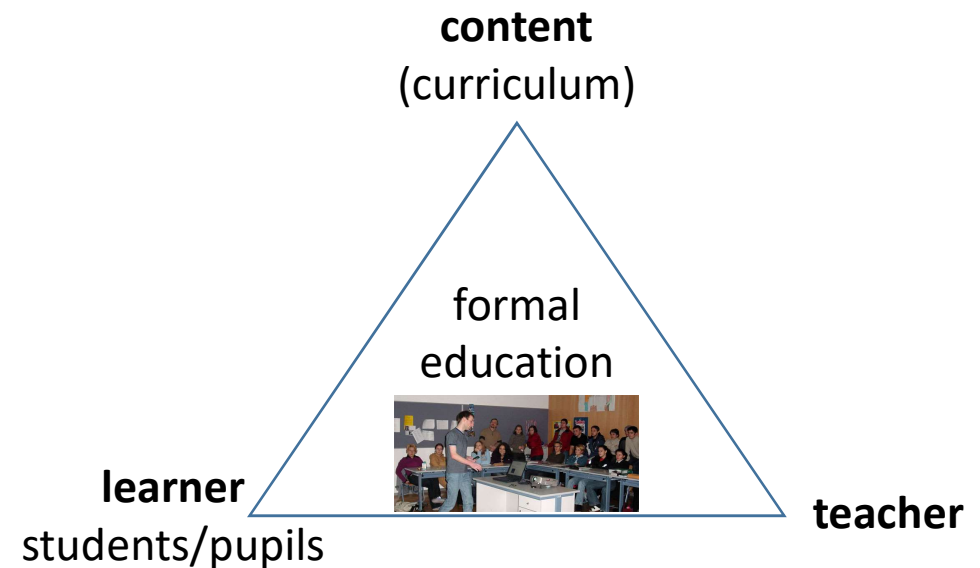 content
(curriculum)
formal
education
learner
students/pupils
teacher